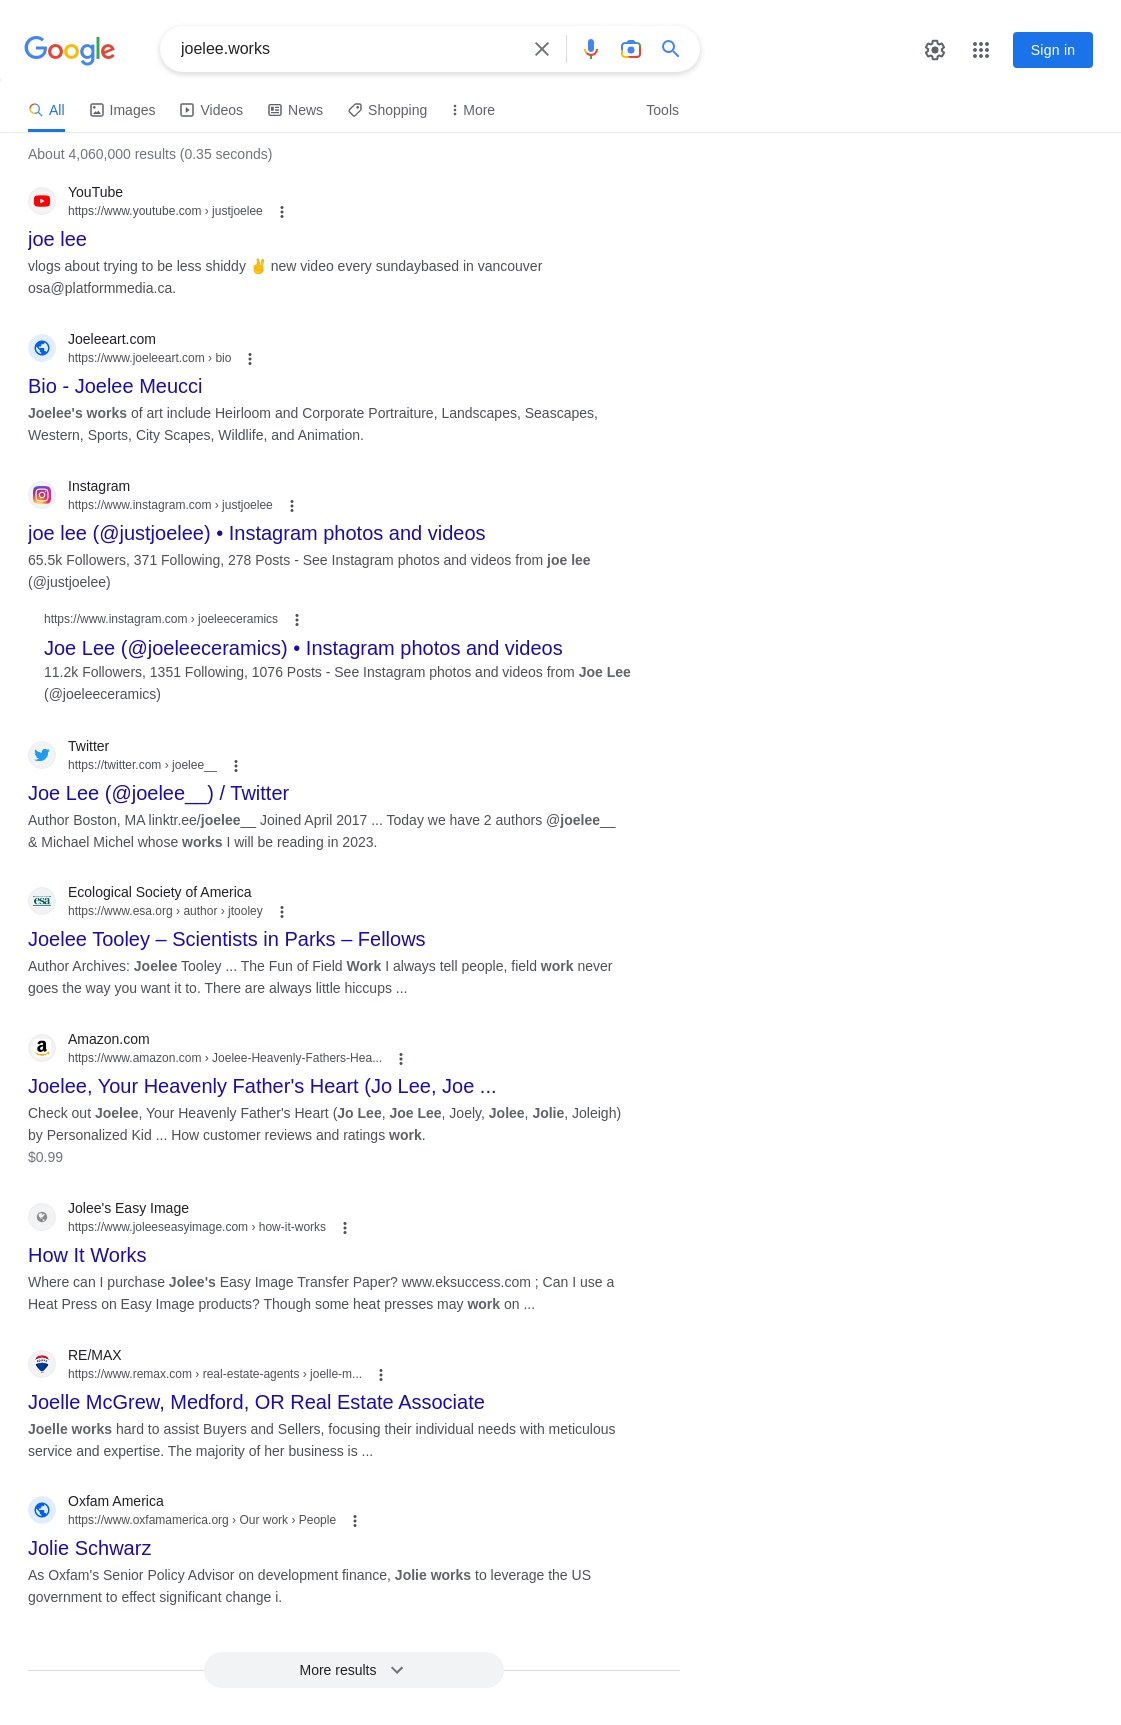 Google
joelee.works
Sign in
All
Images
Videos
News
Shopping
More
Tools
About 4,060,000 results (0.35 seconds)
YouTube
https://www.youtube.com › justjoelee
joe lee
vlogs about trying to be less shiddy ✌️ new video every sundaybased in vancouver
osa@platformmedia.ca.
Joeleeart.com
https://www.joeleeart.com › bio
Bio - Joelee Meucci
Joelee's works of art include Heirloom and Corporate Portraiture, Landscapes, Seascapes,
Western, Sports, City Scapes, Wildlife, and Animation.
Instagram
https://www.instagram.com › justjoelee
joe lee (@justjoelee) • Instagram photos and videos
65.5k Followers, 371 Following, 278 Posts - See Instagram photos and videos from joe lee
(@justjoelee)
https://www.instagram.com › joeleeceramics
Joe Lee (@joeleeceramics) • Instagram photos and videos
11.2k Followers, 1351 Following, 1076 Posts - See Instagram photos and videos from Joe Lee
(@joeleeceramics)
Twitter
https://twitter.com › joelee__
Joe Lee (@joelee__) / Twitter
Author Boston, MA linktr.ee/joelee__ Joined April 2017 ... Today we have 2 authors @joelee__
& Michael Michel whose works I will be reading in 2023.
esa
Ecological Society of America
https://www.esa.org › author › jtooley
Joelee Tooley – Scientists in Parks – Fellows
Author Archives: Joelee Tooley ... The Fun of Field Work I always tell people, field work never
goes the way you want it to. There are always little hiccups ...
Amazon.com
https://www.amazon.com › Joelee-Heavenly-Fathers-Hea...
Joelee, Your Heavenly Father's Heart (Jo Lee, Joe ...
Check out Joelee, Your Heavenly Father's Heart (Jo Lee, Joe Lee, Joely, Jolee, Jolie, Joleigh)
by Personalized Kid ... How customer reviews and ratings work.
$0.99
Jolee's Easy Image
https://www.joleeseasyimage.com › how-it-works
How It Works
Where can I purchase Jolee's Easy Image Transfer Paper? www.eksuccess.com ; Can I use a
Heat Press on Easy Image products? Though some heat presses may work on ...
RE/MAX
https://www.remax.com › real-estate-agents › joelle-m...
Joelle McGrew, Medford, OR Real Estate Associate
Joelle works hard to assist Buyers and Sellers, focusing their individual needs with meticulous
service and expertise. The majority of her business is ...
Oxfam America
https://www.oxfamamerica.org › Our work › People
Jolie Schwarz
As Oxfam's Senior Policy Advisor on development finance, Jolie works to leverage the US
government to effect significant change i.
More results